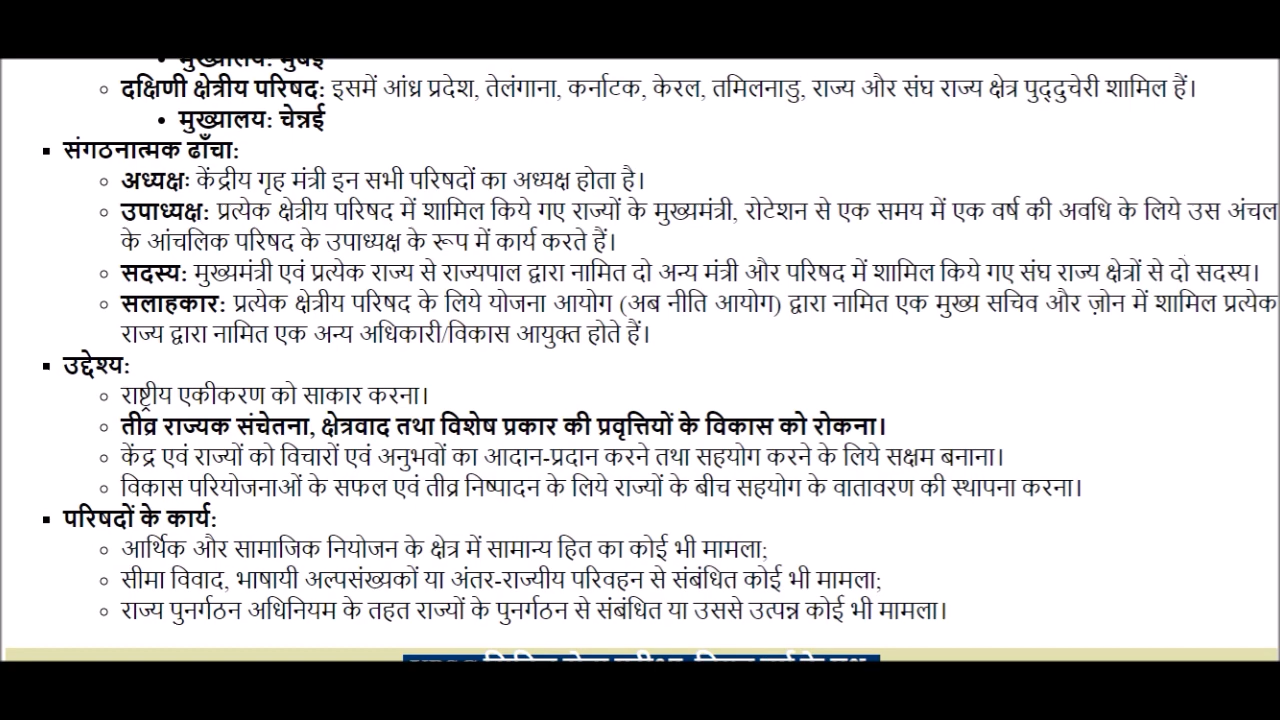 मुख्यालय: मुंबई
दक्षिणी क्षेत्रीय परिषद: इसमें आंध्र प्रदेश, तेलंगाना, कर्नाटक, केरल, तमिलनाडु, राज्य और संघ राज्य क्षेत्र पुद्दुचेरी शामिल हैं।
मुख्यालय: चेन्नई
संगठनात्मक ढाँचा:
अध्यक्षः केंद्रीय गृह मंत्री इन सभी परिषदों का अध्यक्ष होता है।
उपाध्यक्ष: प्रत्येक क्षेत्रीय परिषद में शामिल किये गए राज्यों के मुख्यमंत्री, रोटेशन से एक समय में एक वर्ष की अवधि के लिये उस अंचल
के आंचलिक परिषद के उपाध्यक्ष के रूप में कार्य करते हैं।
सदस्य: मुख्यमंत्री एवं प्रत्येक राज्य से राज्यपाल द्वारा नामित दो अन्य मंत्री और परिषद में शामिल किये गए संघ राज्य क्षेत्रों से दो सदस्य।
सलाहकार: प्रत्येक क्षेत्रीय परिषद के लिये योजना आयोग (अब नीति आयोग) द्वारा नामित एक मुख्य सचिव और ज़ोन में शामिल प्रत्येक
राज्य द्वारा नामित एक अन्य अधिकारी/विकास आयुक्त होते हैं।
उद्देश्य:
राष्ट्रीय एकीकरण को साकार करना।
तीव्र राज्यक संचेतना, क्षेत्रवाद तथा विशेष प्रकार की प्रवृत्तियों के विकास को रोकना।
केंद्र एवं राज्यों को विचारों एवं अनुभवों का आदान-प्रदान करने तथा सहयोग करने के लिये सक्षम बनाना।
विकास परियोजनाओं के सफल एवं तीव्र निष्पादन के लिये राज्यों के बीच सहयोग के वातावरण की स्थापना करना।
परिषदों के कार्य:
आर्थिक और सामाजिक नियोजन के क्षेत्र में सामान्य हित का कोई भी मामला;
सीमा विवाद, भाषायी अल्पसंख्यकों या अंतर-राज्यीय परिवहन से संबंधित कोई भी मामला;
राज्य पुनर्गठन अधिनियम के तहत राज्यों के पुनर्गठन से संबंधित या उससे उत्पन्न कोई भी मामला।